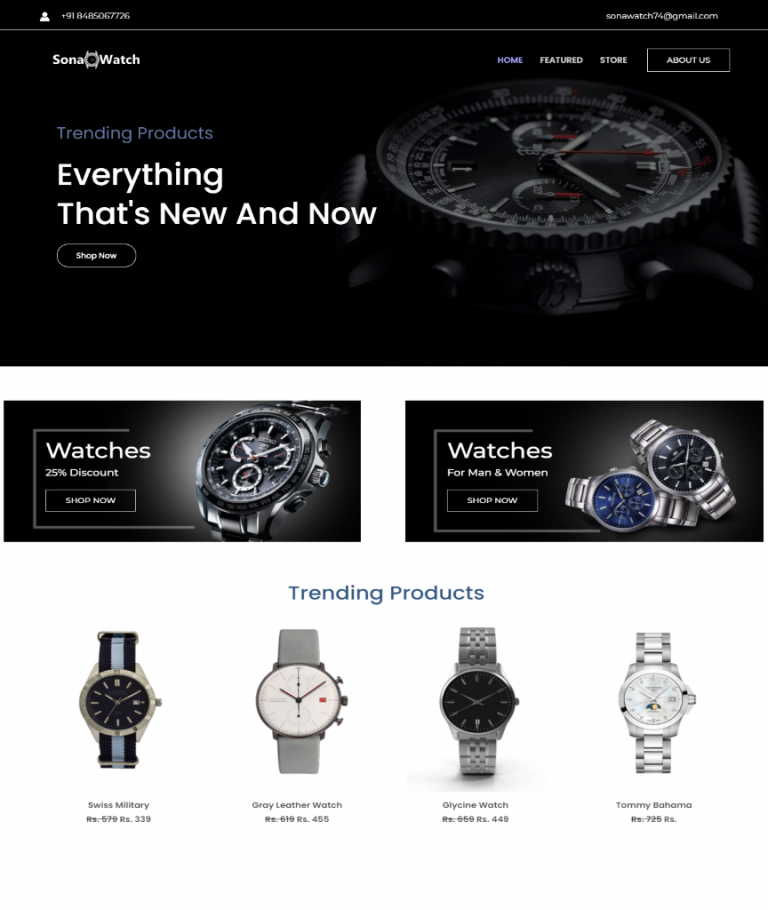 +91 8485067726
sonawatch74@gmail.com
Sona Watch
HOME FEATURED STORE ABOUT US
Trending Products
Everything
That's New And Now
Shop Now
Watches
25% Discount
SHOP NOW
Watches
For Man & Women
SHOP NOW
Trending Products
Swiss Military
Rs. 579 Rs. 339
Gray Leather Watch
Rs. 619 Rs. 455
Glycine Watch
Rs. 659 Rs. 449
Tommy Bahama
Rs. 725 Rs.